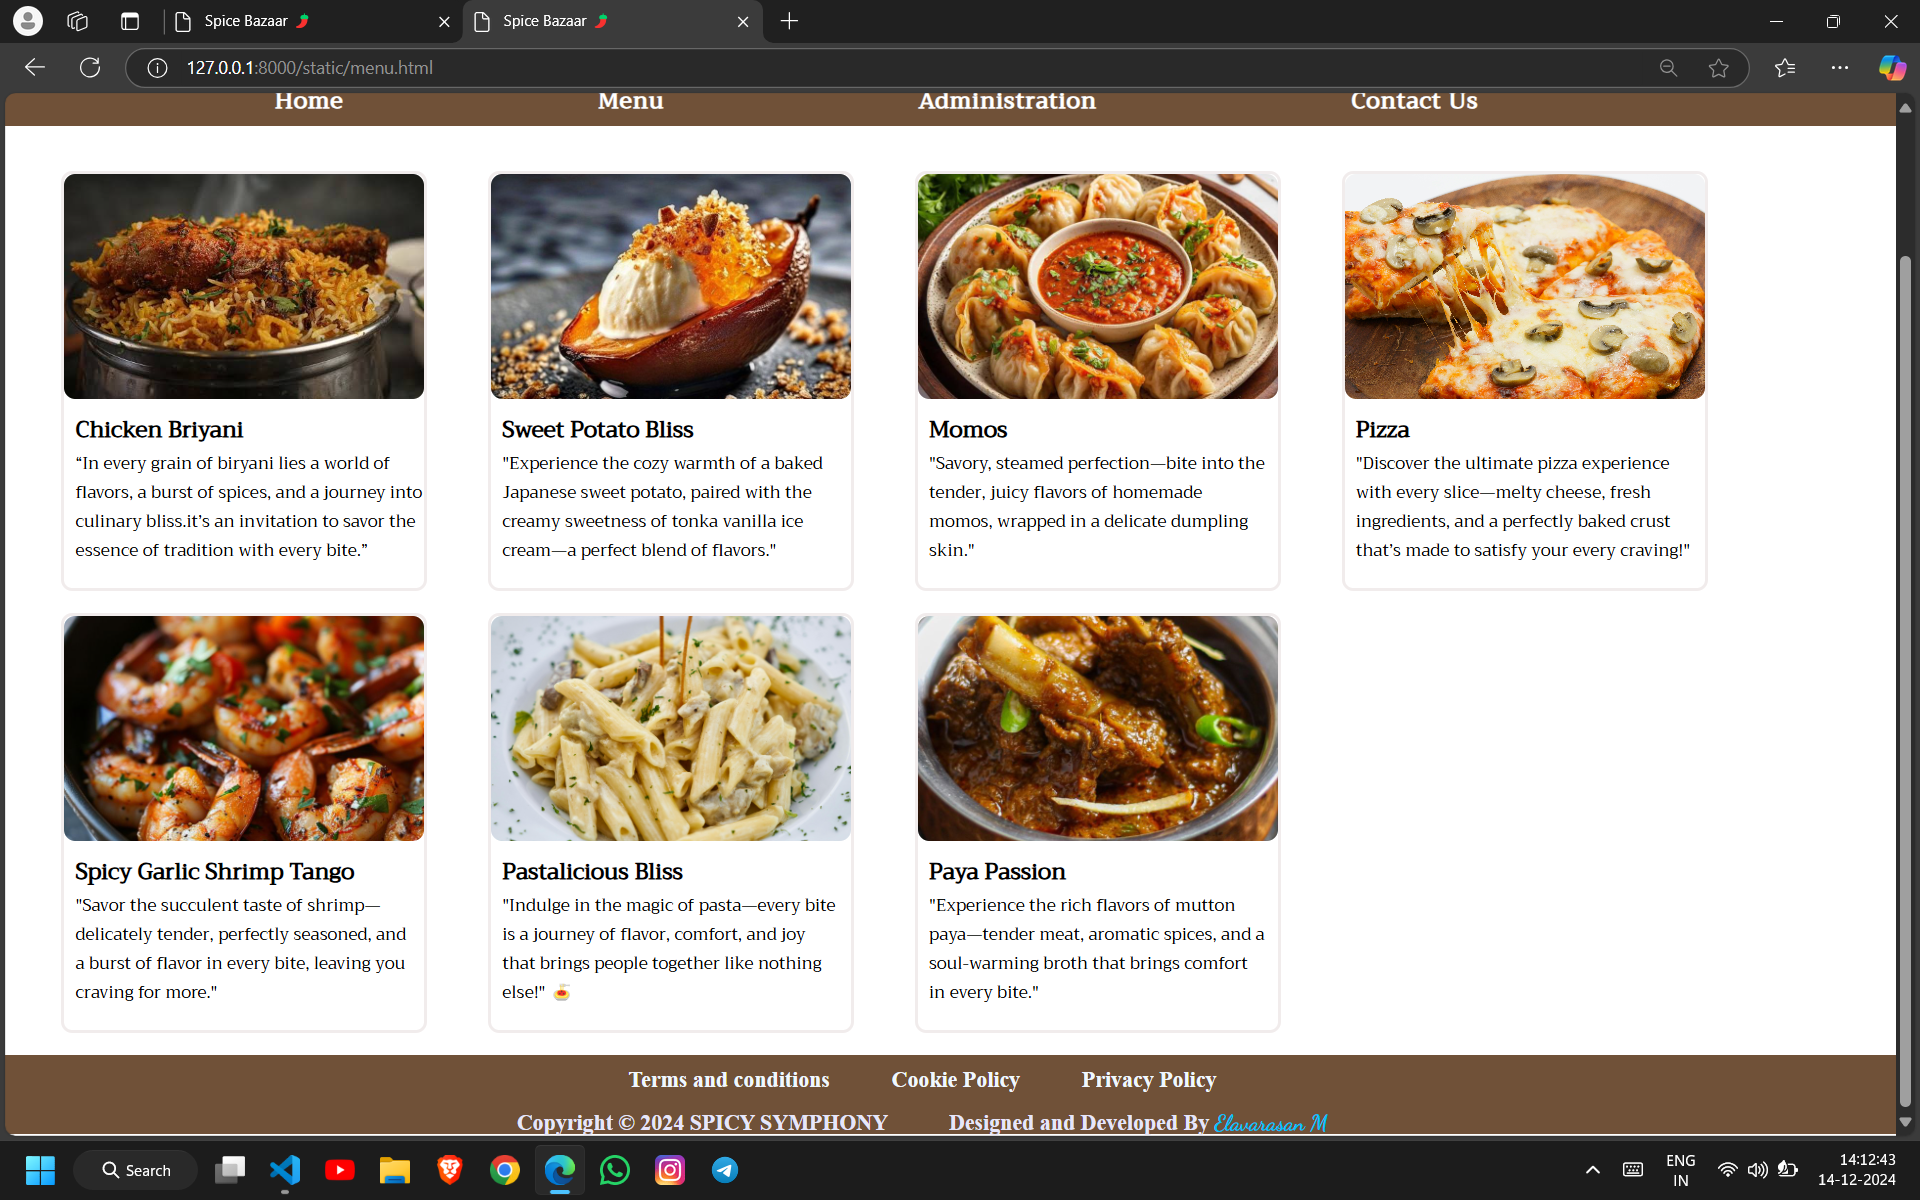 Spice Bazaar 🌶️
Spice Bazaar 🌶️
127.0.0.1:8000/static/menu.html
Home Menu Administration Contact Us
Chicken Briyani
“In every grain of biryani lies a world of
flavors, a burst of spices, and a journey into
culinary bliss.it’s an invitation to savor the
essence of tradition with every bite.”
Sweet Potato Bliss
"Experience the cozy warmth of a baked
Japanese sweet potato, paired with the
creamy sweetness of tonka vanilla ice
cream—a perfect blend of flavors."
Momos
"Savory, steamed perfection—bite into the
tender, juicy flavors of homemade
momos, wrapped in a delicate dumpling
skin."
Pizza
"Discover the ultimate pizza experience
with every slice—melty cheese, fresh
ingredients, and a perfectly baked crust
that’s made to satisfy your every craving!"
Spicy Garlic Shrimp Tango
"Savor the succulent taste of shrimp—
delicately tender, perfectly seasoned, and
a burst of flavor in every bite, leaving you
craving for more."
Pastalicious Bliss
"Indulge in the magic of pasta—every bite
is a journey of flavor, comfort, and joy
that brings people together like nothing
else!" 🍝
Paya Passion
"Experience the rich flavors of mutton
paya—tender meat, aromatic spices, and a
soul-warming broth that brings comfort
in every bite."
Terms and conditions Cookie Policy Privacy Policy
Copyright © 2024 SPICY SYMPHONY Designed and Developed By Elavarasan M
Search
ENG
IN
14:12:43
14-12-2024